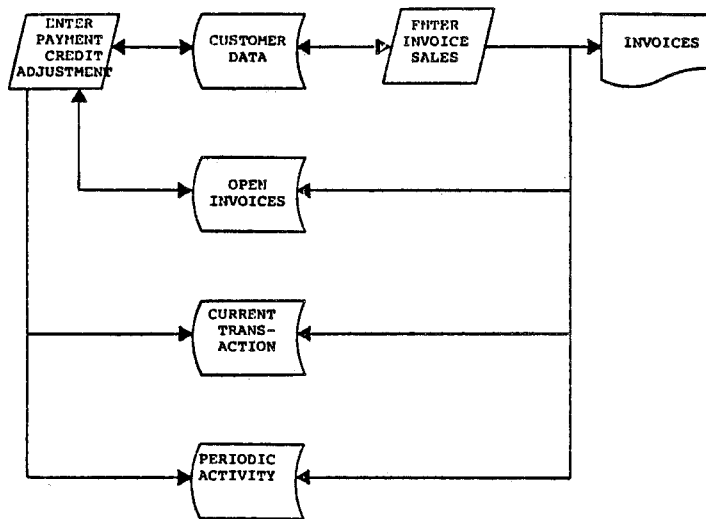 ENTER
PAYMENT
CREDIT
ADJUSTMENT
CUSTOMER
DATA
ENTER
INVOICE
SALES
INVOICES
OPEN
INVOICES
CURRENT
TRANS-
ACTION
PERIODIC
ACTIVITY